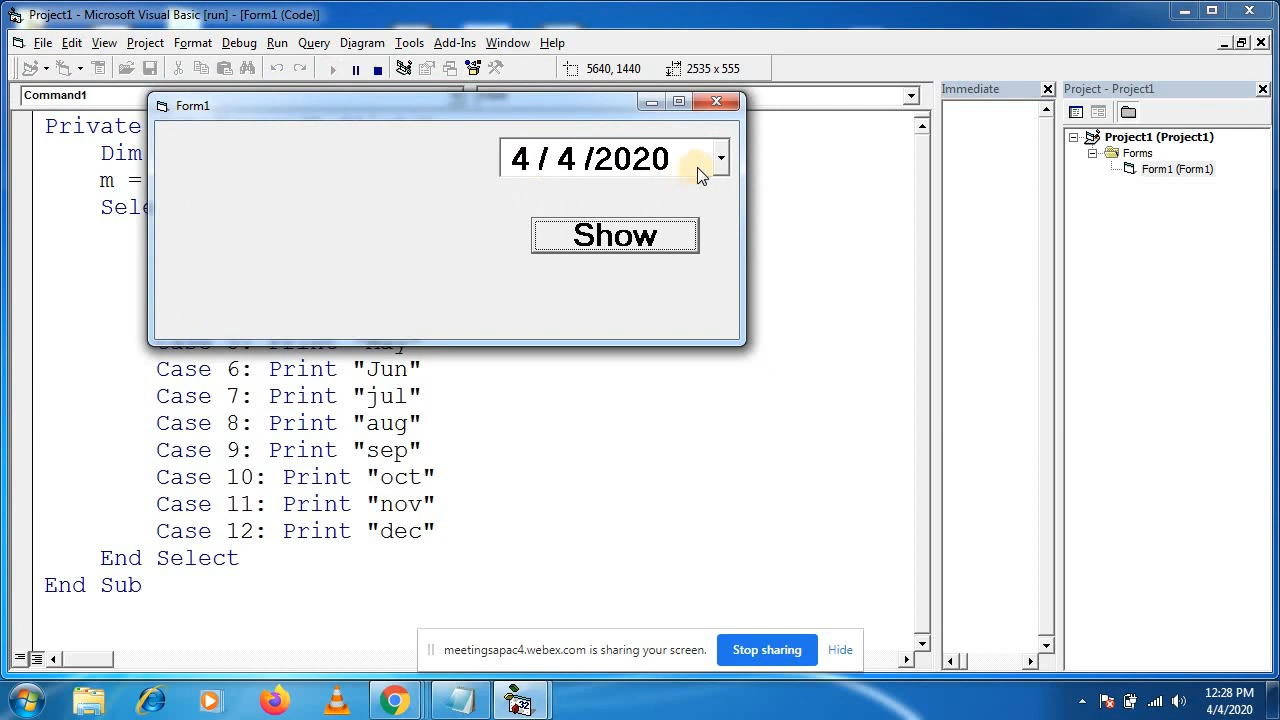 Project1 - Microsoft Visual Basic [run] - [Form1 (Code)]
File Edit View Project Format Debug Run Query Diagram Tools Add-Ins Window Help
5640, 1440 2535 x 555
Command1
Immediate
Project - Project1
Form1
Private
Dim
m =
4 / 4 /2020
Show
Project1 (Project1)
Forms
Form1 (Form1)
Case 6: Print "Jun"
Case 7: Print "jul"
Case 8: Print "aug"
Case 9: Print "sep"
Case 10: Print "oct"
Case 11: Print "nov"
Case 12: Print "dec"
End Select
End Sub
meetingsapac4.webex.com is sharing your screen. Stop sharing Hide
12:28 PM
4/4/2020